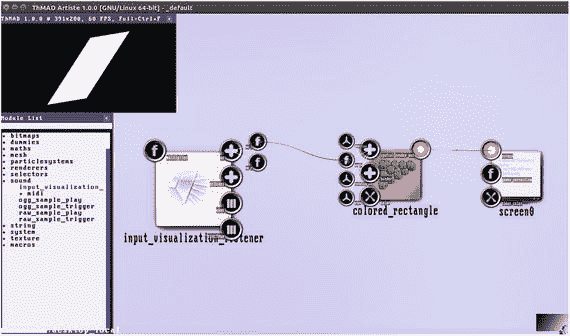 ThMAD Artiste 1.0.0 [GNU/Linux 64-bit] - _default
ThMAD 1.0.0 @ 391x280, 60 FPS, Full-Ctrl-F
Module List
bitmaps
dummies
maths
mesh
particlesystems
renderers
selectors
sound
input_visualization_
midi
ogg_sample_play
ogg_sample_trigger
raw_sample_play
raw_sample_trigger
string
system
texture
macros
input_visualization_listener
colored_rectangle
screen0